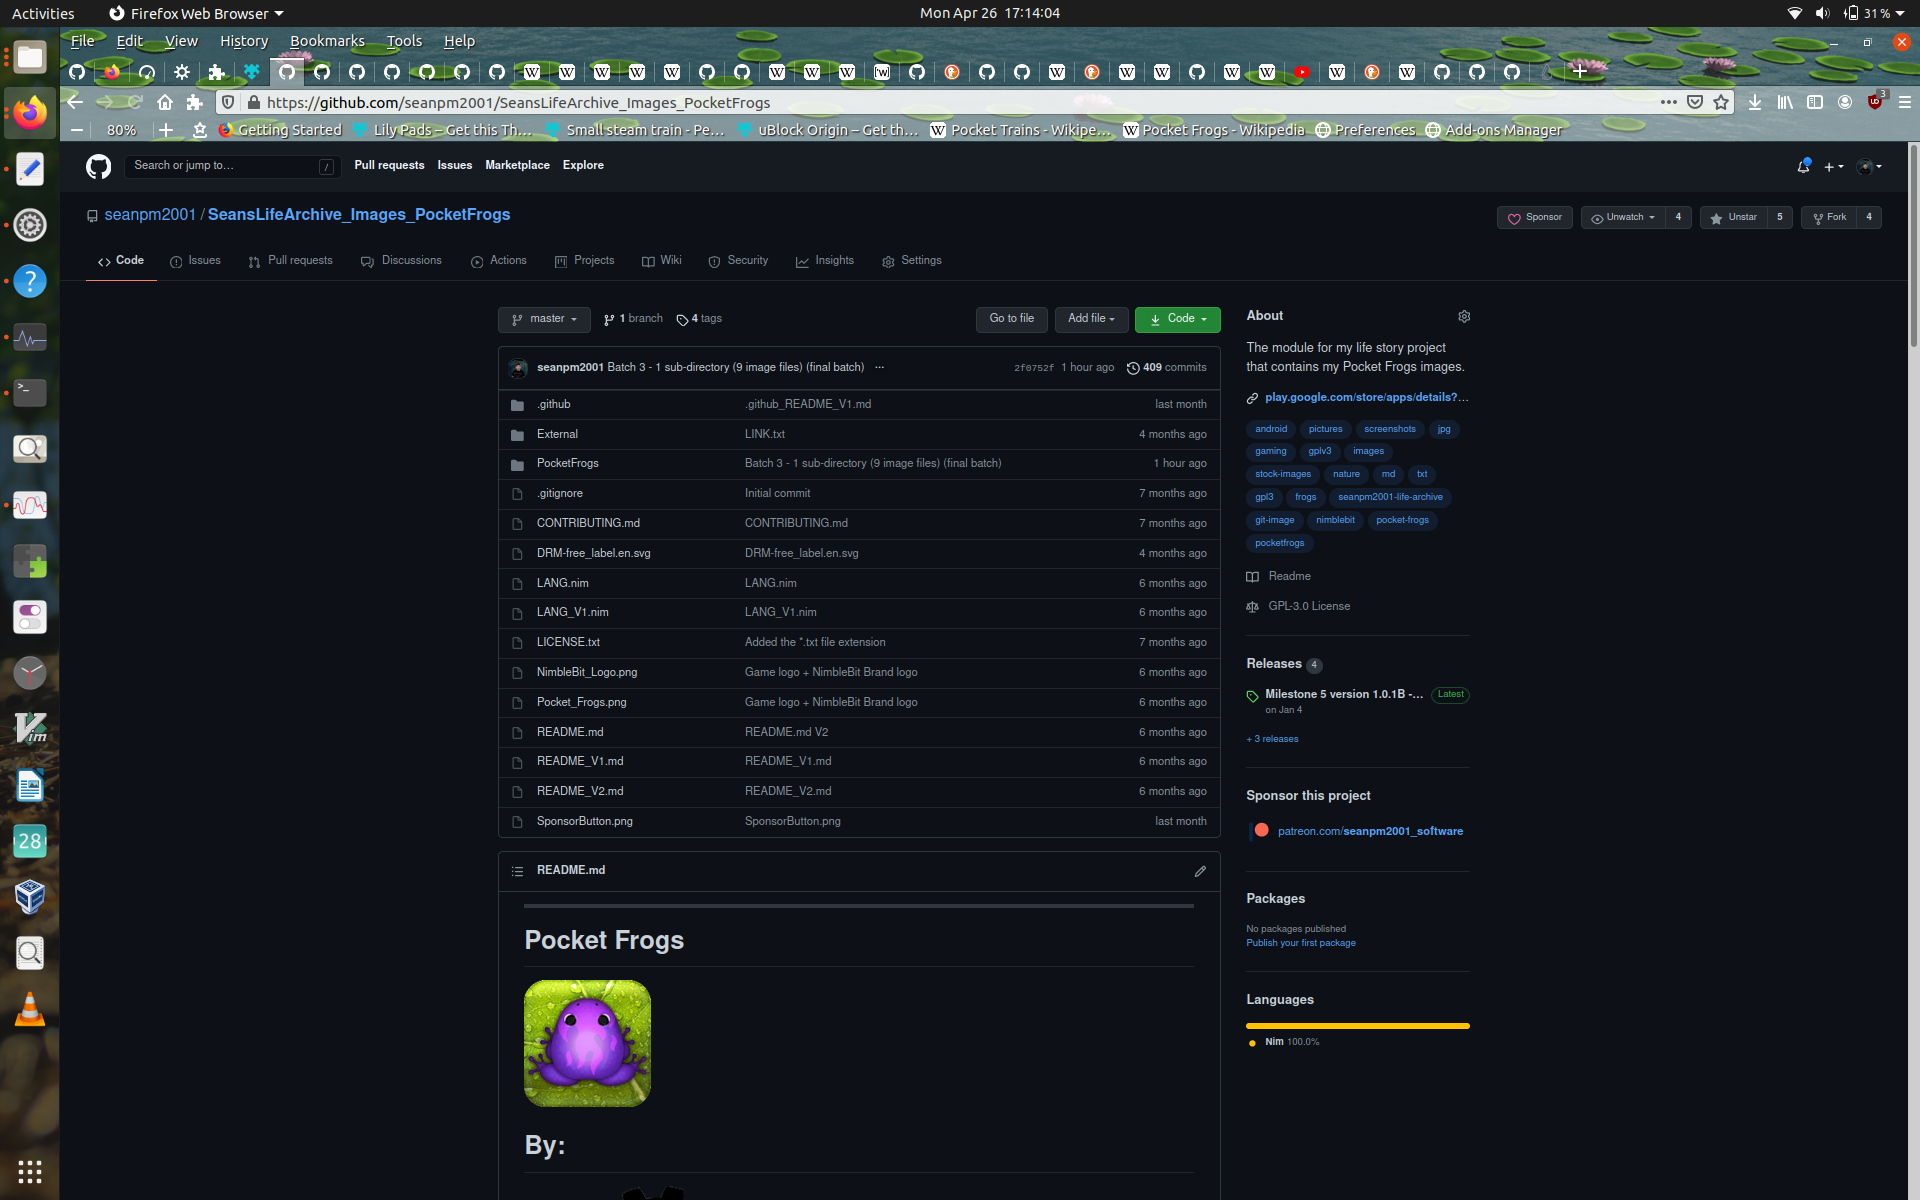 Activities Firefox Web Browser Mon Apr 26 17:14:04 31 %
File Edit View History Bookmarks Tools Help
https://github.com/seanpm2001/SeansLifeArchive_Images_PocketFrogs 3
80% Getting Started Lily Pads – Get this Th… Small steam train - Pe… uBlock Origin – Get th… Pocket Trains - Wikipe… Pocket Frogs - Wikipedia Preferences Add-ons Manager
Search or jump to… / Pull requests Issues Marketplace Explore
seanpm2001 / SeansLifeArchive_Images_PocketFrogs
Sponsor Unwatch 4 Unstar 5 Fork 4
Code Issues Pull requests Discussions Actions Projects Wiki Security Insights Settings
master 1 branch 4 tags Go to file Add file Code
seanpm2001 Batch 3 - 1 sub-directory (9 image files) (final batch) ... 2f0752f 1 hour ago 409 commits
.github .github_README_V1.md last month
External LINK.txt 4 months ago
PocketFrogs Batch 3 - 1 sub-directory (9 image files) (final batch) 1 hour ago
.gitignore Initial commit 7 months ago
CONTRIBUTING.md CONTRIBUTING.md 7 months ago
DRM-free_label.en.svg DRM-free_label.en.svg 4 months ago
LANG.nim LANG.nim 6 months ago
LANG_V1.nim LANG_V1.nim 6 months ago
LICENSE.txt Added the *.txt file extension 7 months ago
NimbleBit_Logo.png Game logo + NimbleBit Brand logo 6 months ago
Pocket_Frogs.png Game logo + NimbleBit Brand logo 6 months ago
README.md README.md V2 6 months ago
README_V1.md README_V1.md 6 months ago
README_V2.md README_V2.md 6 months ago
SponsorButton.png SponsorButton.png last month
README.md
Pocket Frogs
By:
About
The module for my life story project
that contains my Pocket Frogs images.
play.google.com/store/apps/details?…
android pictures screenshots jpg
gaming gplv3 images
stock-images nature md txt
gpl3 frogs seanpm2001-life-archive
git-image nimblebit pocket-frogs
pocketfrogs
Readme
GPL-3.0 License
Releases 4
Milestone 5 version 1.0.1B -… Latest
on Jan 4
+ 3 releases
Sponsor this project
patreon.com/seanpm2001_software
Packages
No packages published
Publish your first package
Languages
Nim 100.0%
28